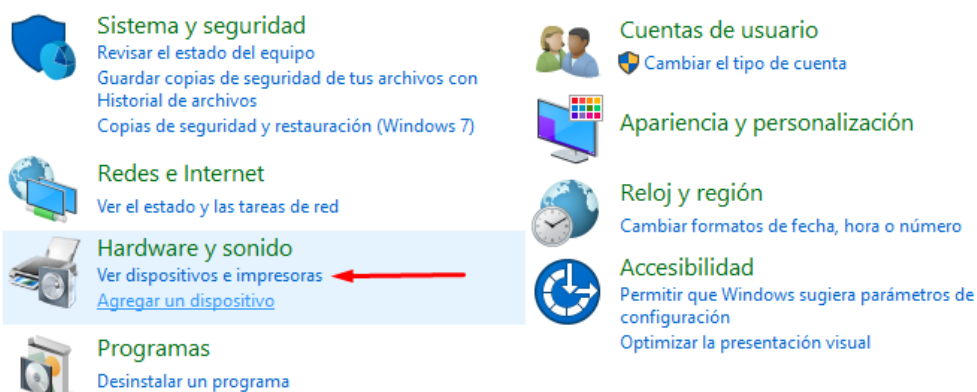 Sistema y seguridad
Revisar el estado del equipo
Guardar copias de seguridad de tus archivos con
Historial de archivos
Copias de seguridad y restauración (Windows 7)
Redes e Internet
Ver el estado y las tareas de red
Hardware y sonido
Ver dispositivos e impresoras
Agregar un dispositivo
Programas
Desinstalar un programa
Cuentas de usuario
Cambiar el tipo de cuenta
Apariencia y personalización
Reloj y región
Cambiar formatos de fecha, hora o número
Accesibilidad
Permitir que Windows sugiera parámetros de
configuración
Optimizar la presentación visual